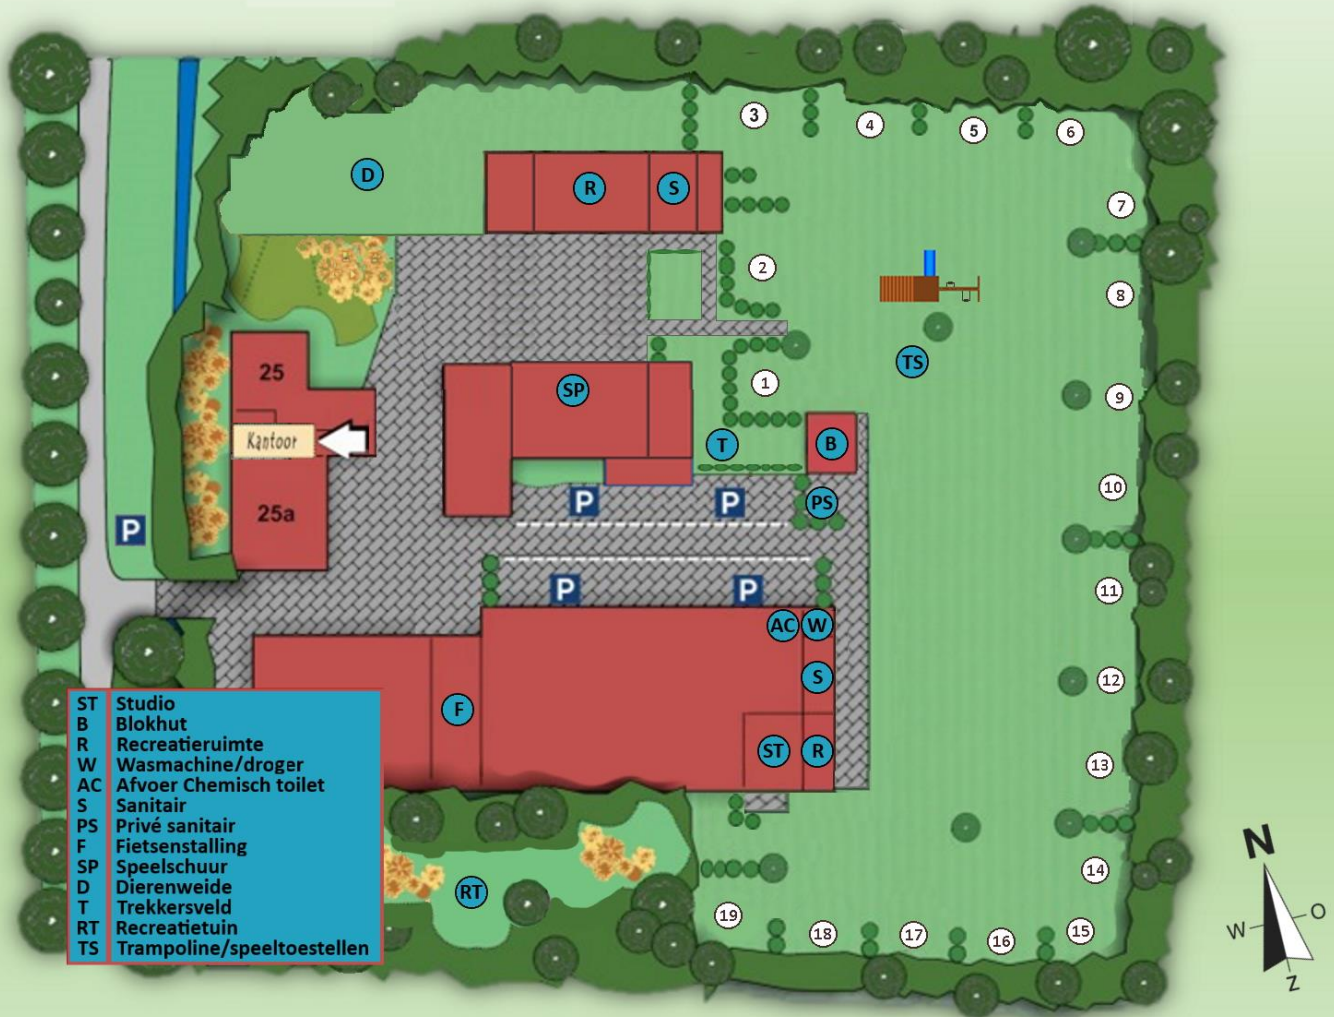 3
4
5
6
D
R
S
7
2
8
TS
25
SP
1
9
Kantoor
T
B
10
25a
P
P
P
PS
P
P
11
AC
W
S
12
F
ST
R
13
ST Studio
B Blokhut
R Recreatieruimte
W Wasmachine/droger
AC Afvoer Chemisch toilet
S Sanitair
PS Privé sanitair
F Fietsenstalling
SP Speelschuur
D Dierenweide
T Trekkersveld
RT Recreatietuin
TS Trampoline/speeltoestellen
RT
14
19
18
17
16
15
N
W
O
Z